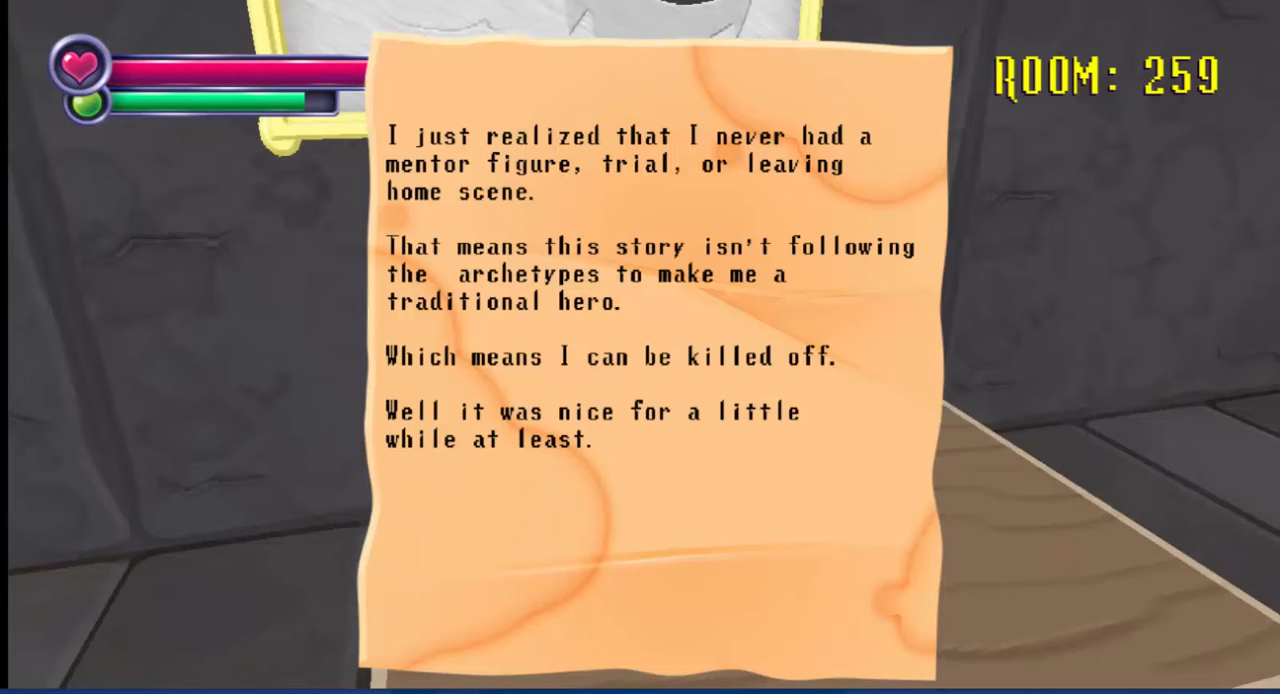 ROOM: 259
I just realized that I never had a
mentor figure, trial, or leaving
home scene.
That means this story isn't following
the  archetypes to make me a
traditional hero.
Which means I can be killed off.
Well it was nice for a little
while at least.